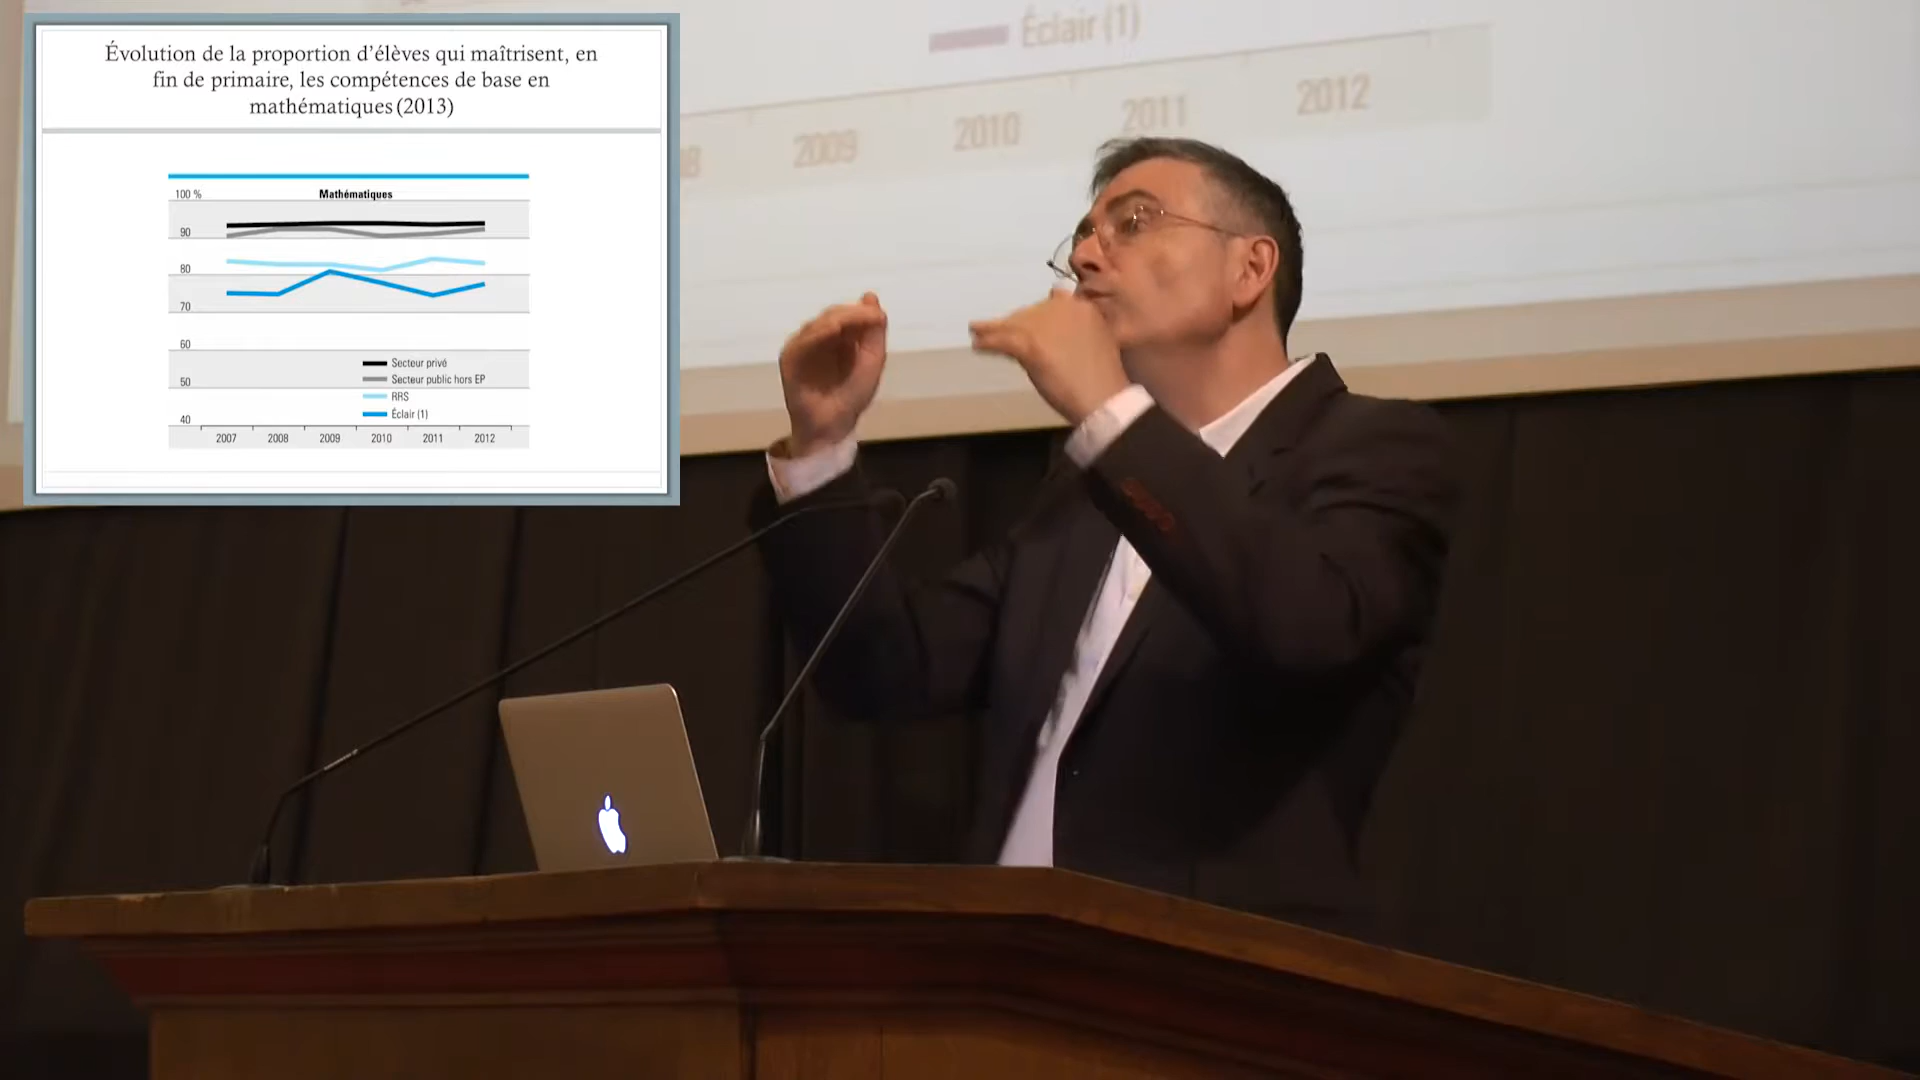 Évolution de la proportion d’élèves qui maîtrisent, en
fin de primaire, les compétences de base en
mathématiques (2013)
100 %
Mathématiques
90
80
70
60
50
40
Secteur privé
Secteur public hors EP
RRS
Éclair (1)
2007 2008 2009 2010 2011 2012
Éclair (1)
8 2009 2010 2011 2012